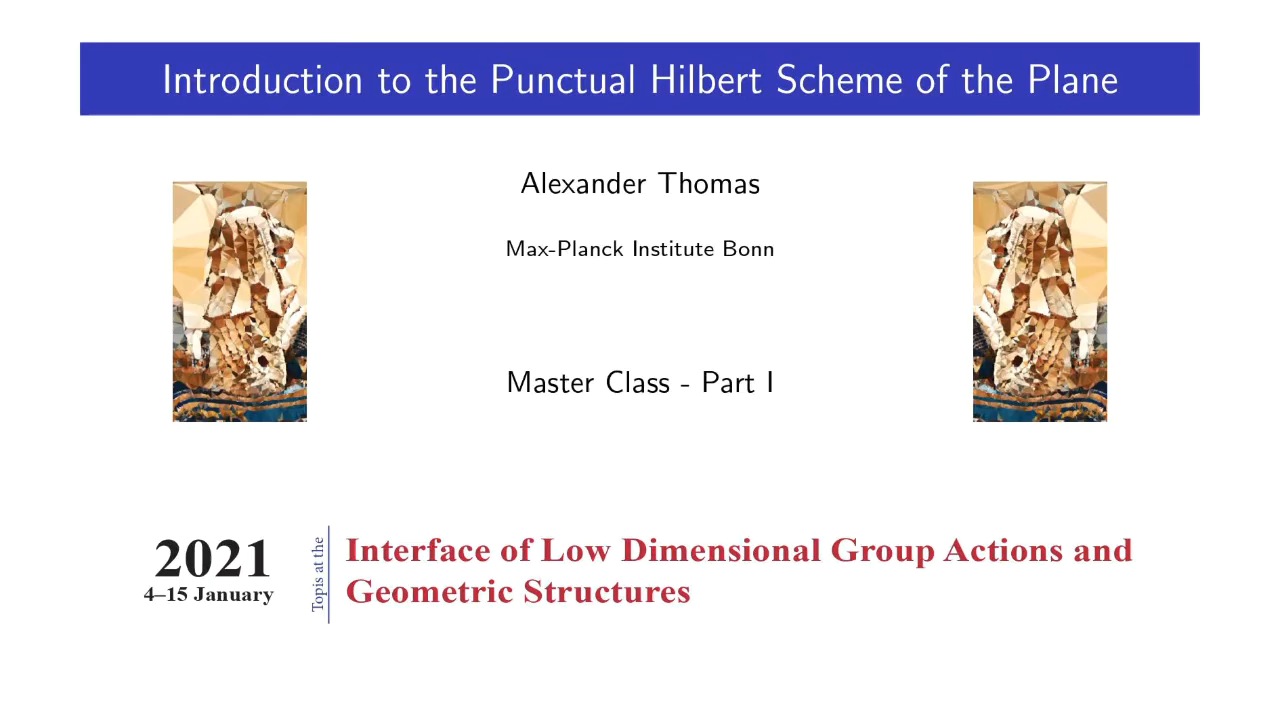 Introduction to the Punctual Hilbert Scheme of the Plane
Alexander Thomas
Max-Planck Institute Bonn
Master Class - Part I
2021
4–15 January
Topis at the
Interface of Low Dimensional Group Actions and
Geometric Structures